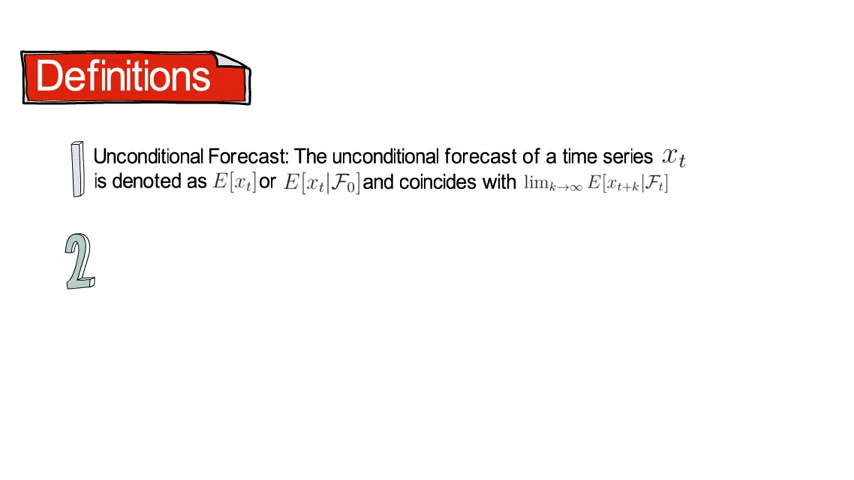 Definitions
1 Unconditional Forecast: The unconditional forecast of a time series $x_t$
is denoted as $E[x_t]$ or $E[x_t|\mathcal{F}_0]$ and coincides with $\lim_{k \to \infty} E[x_{t+k}|\mathcal{F}_t]$
2